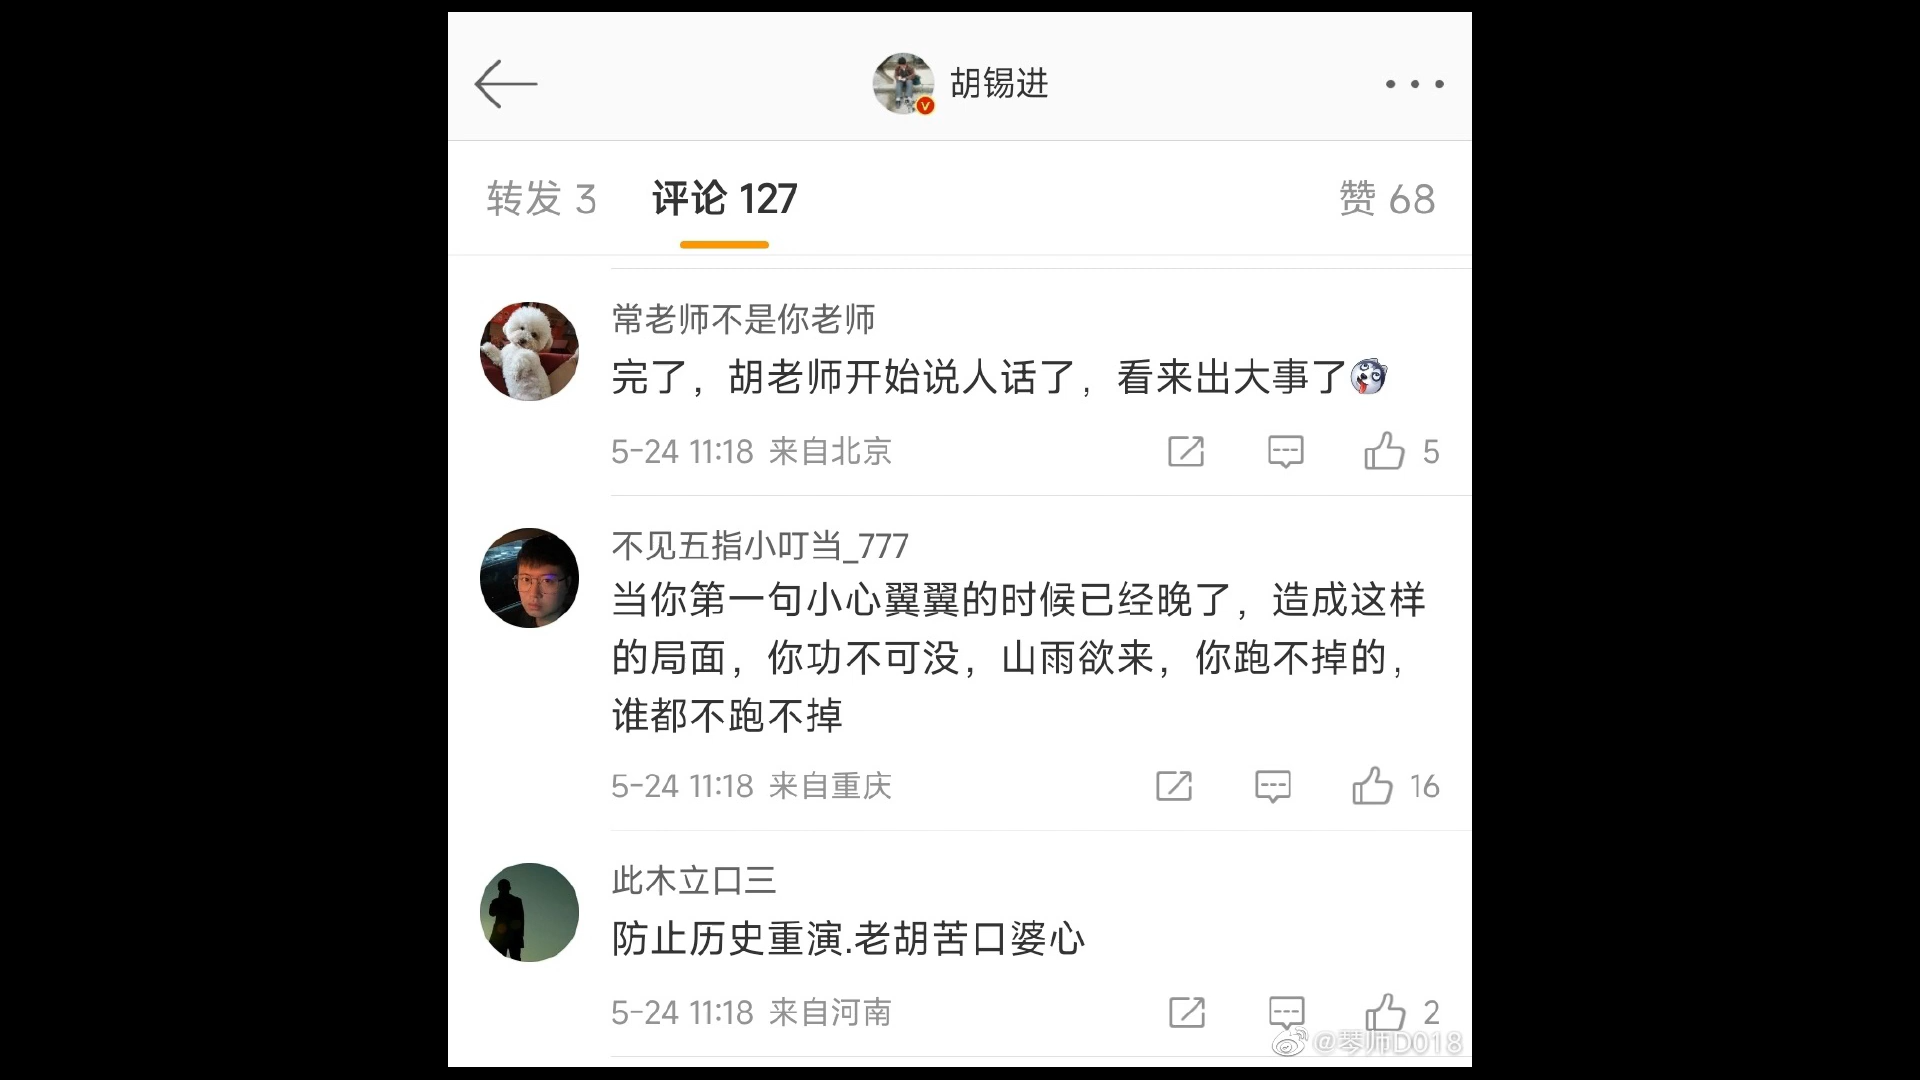 胡锡进
转发 3 评论 127 赞 68
常老师不是你老师
完了，胡老师开始说人话了，看来出大事了
5-24 11:18 来自北京 5
不见五指小叮当_777
当你第一句小心翼翼的时候已经晚了，造成这样
的局面，你功不可没，山雨欲来，你跑不掉的，
谁都不跑不掉
5-24 11:18 来自重庆 16
此木立口三
防止历史重演.老胡苦口婆心
5-24 11:18 来自河南 2
@琴师D018